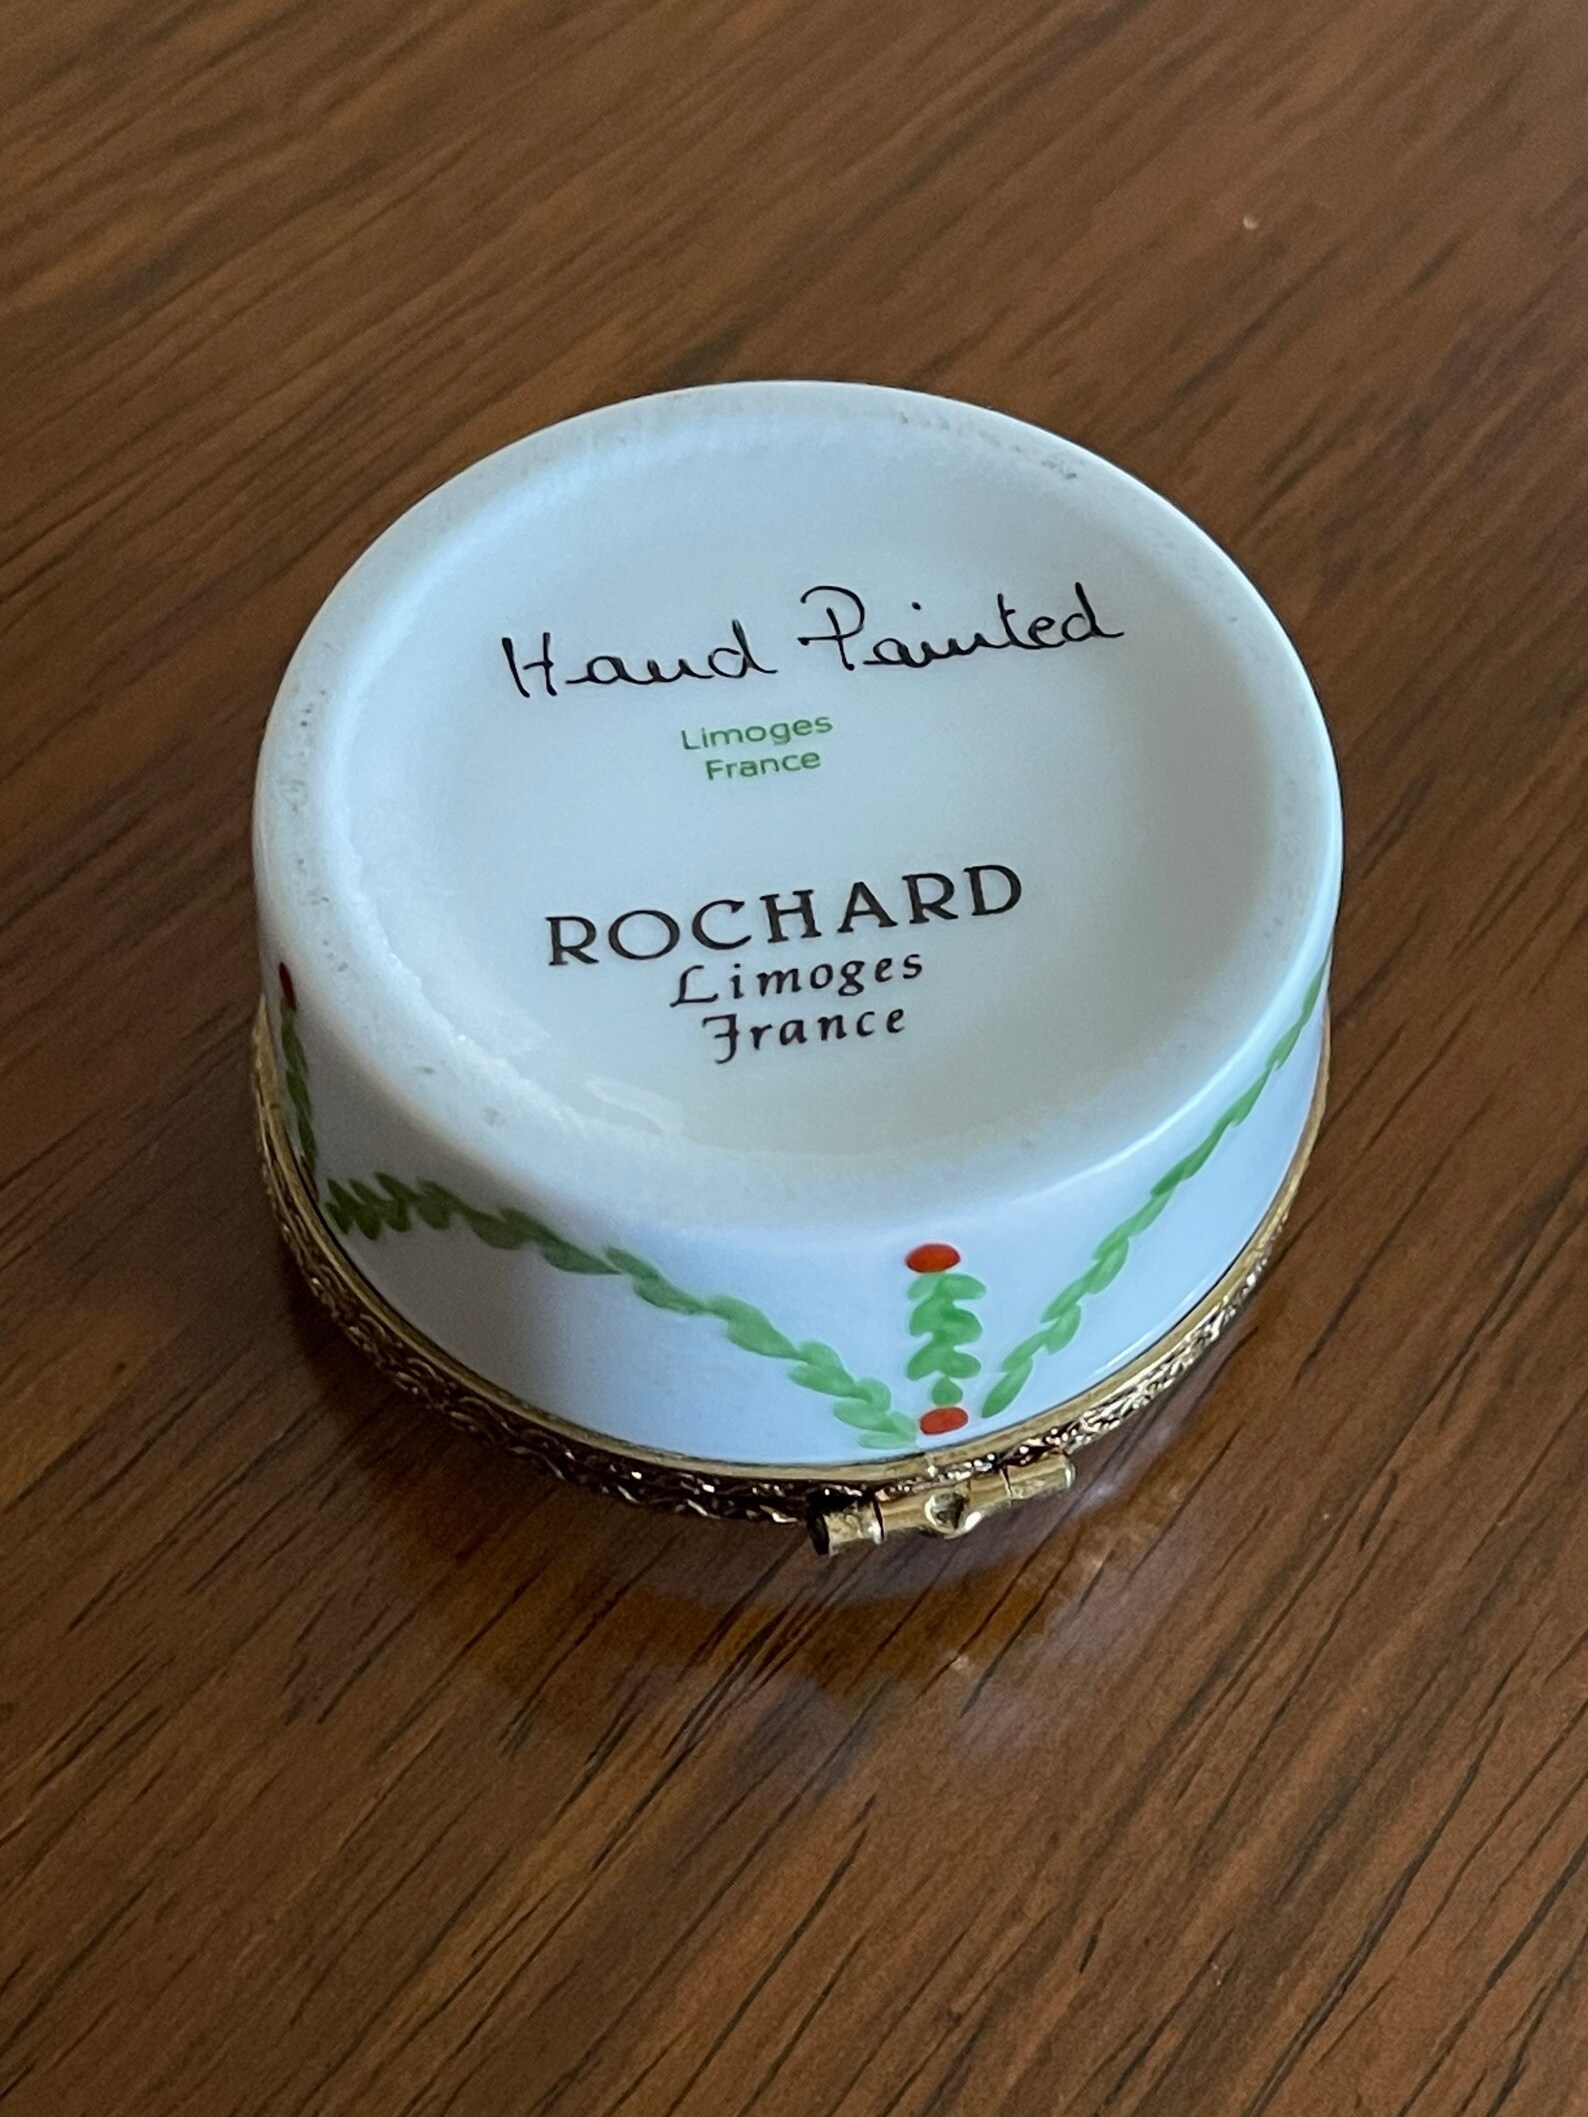 Hand Painted
Limoges
France
ROCHARD
Limoges
France